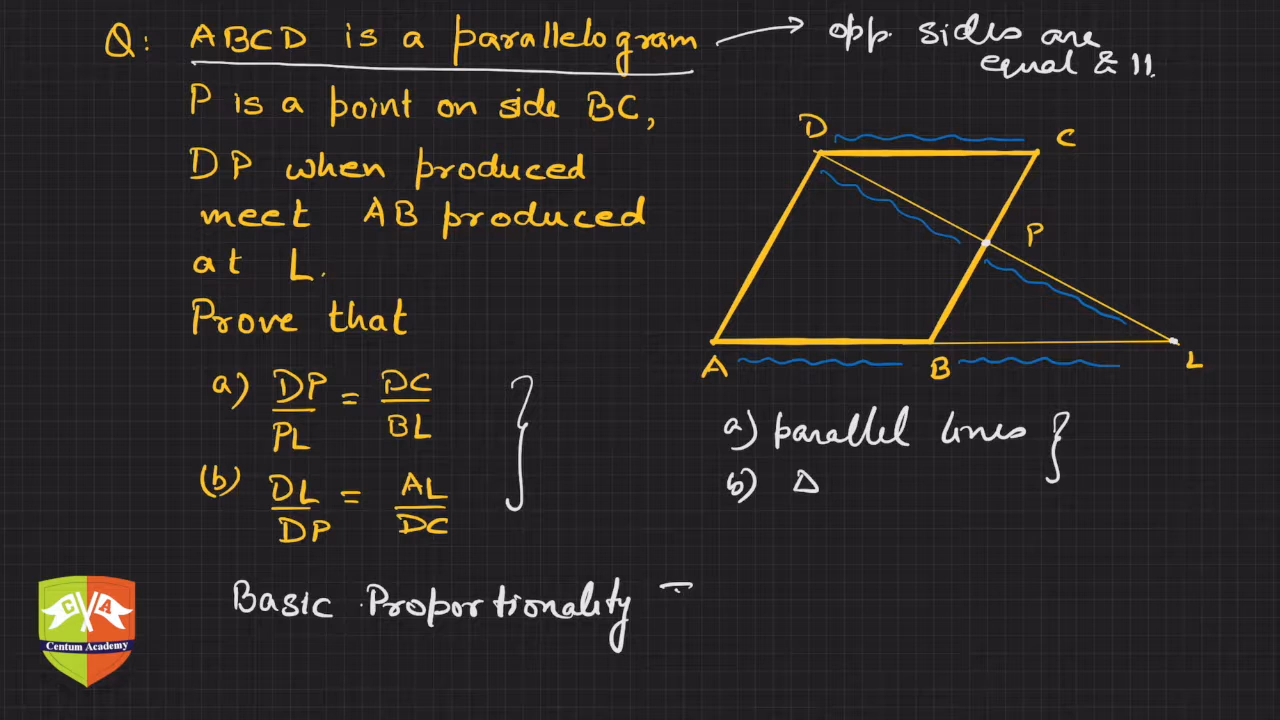 Q: ABCD is a parallelogram → opp. sides are
equal & ||.
P is a point on side BC,
DP when produced
meet AB produced
at L.
Prove that
a) DP/PL = DC/BL
(b) DL/DP = AL/DC
D
C
P
A
B
L
a) parallel lines
b) Δ
Basic Proportionality
C A
Centum Academy